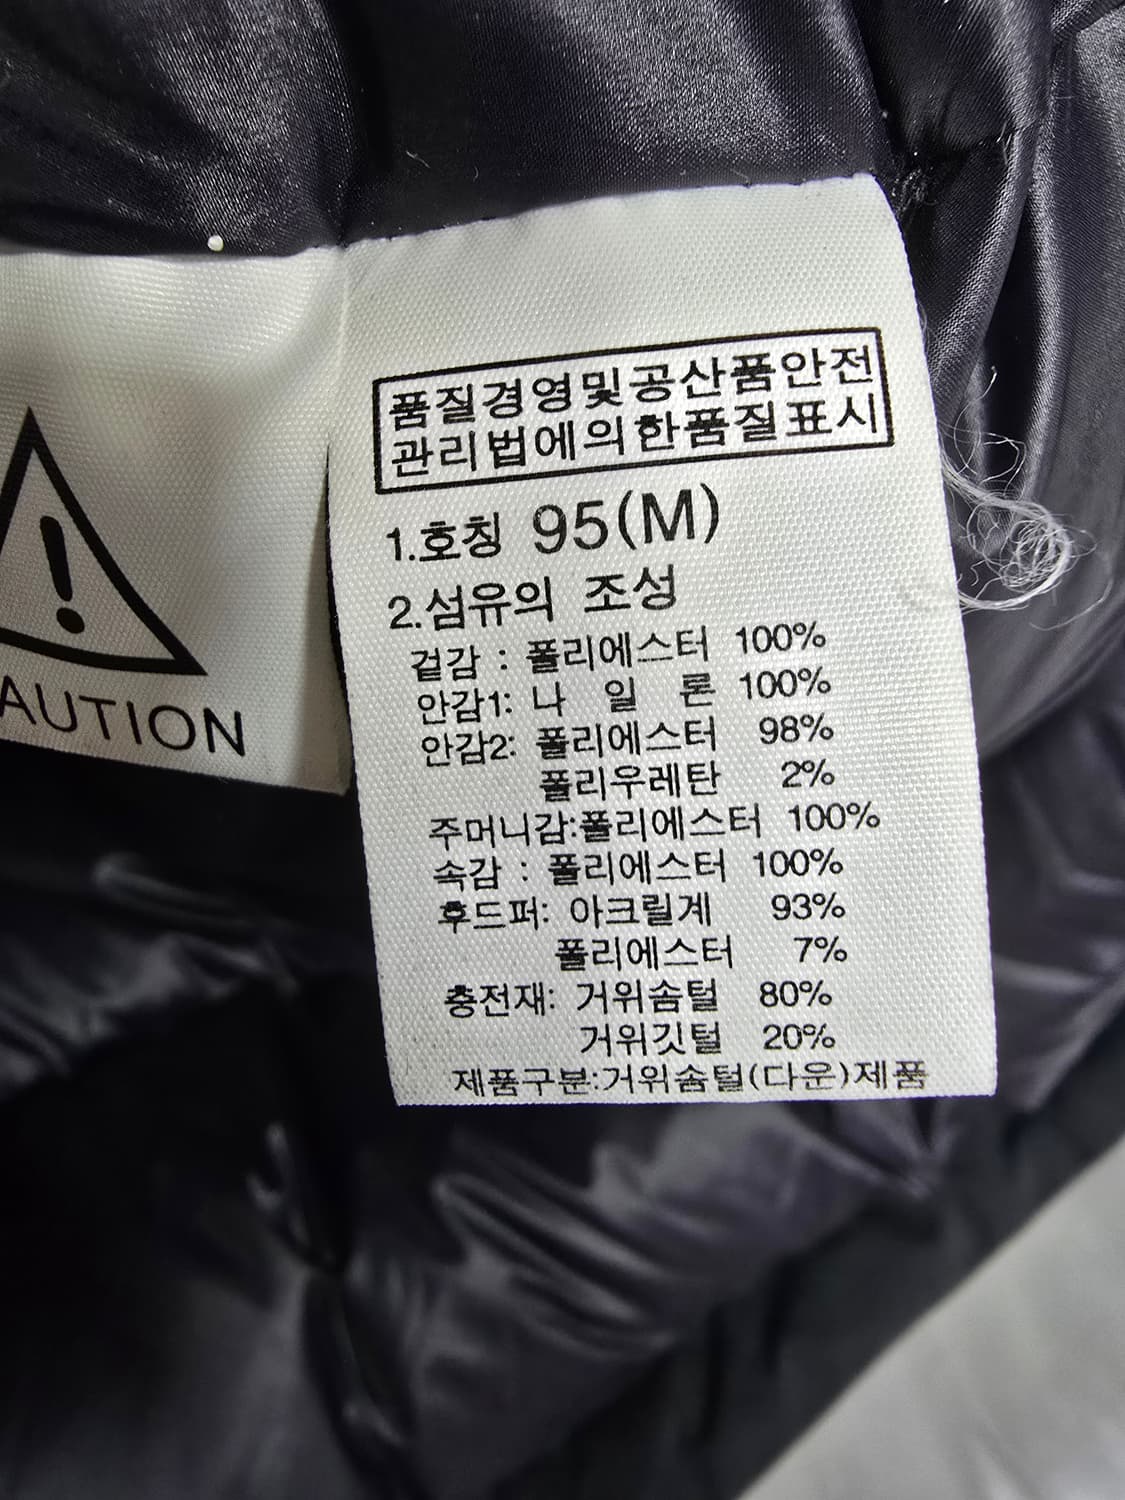 AUTION
품질경영및공산품안전
관리법에의한품질표시
1.호칭 95(M)
2.섬유의 조성
겉감 : 폴리에스터 100%
안감1: 나 일 론 100%
안감2: 폴리에스터 98%
폴리우레탄 2%
주머니감:폴리에스터 100%
속감 : 폴리에스터 100%
후드퍼: 아크릴계 93%
폴리에스터 7%
충전재: 거위솜털 80%
거위깃털 20%
제품구분:거위솜털(다운)제품